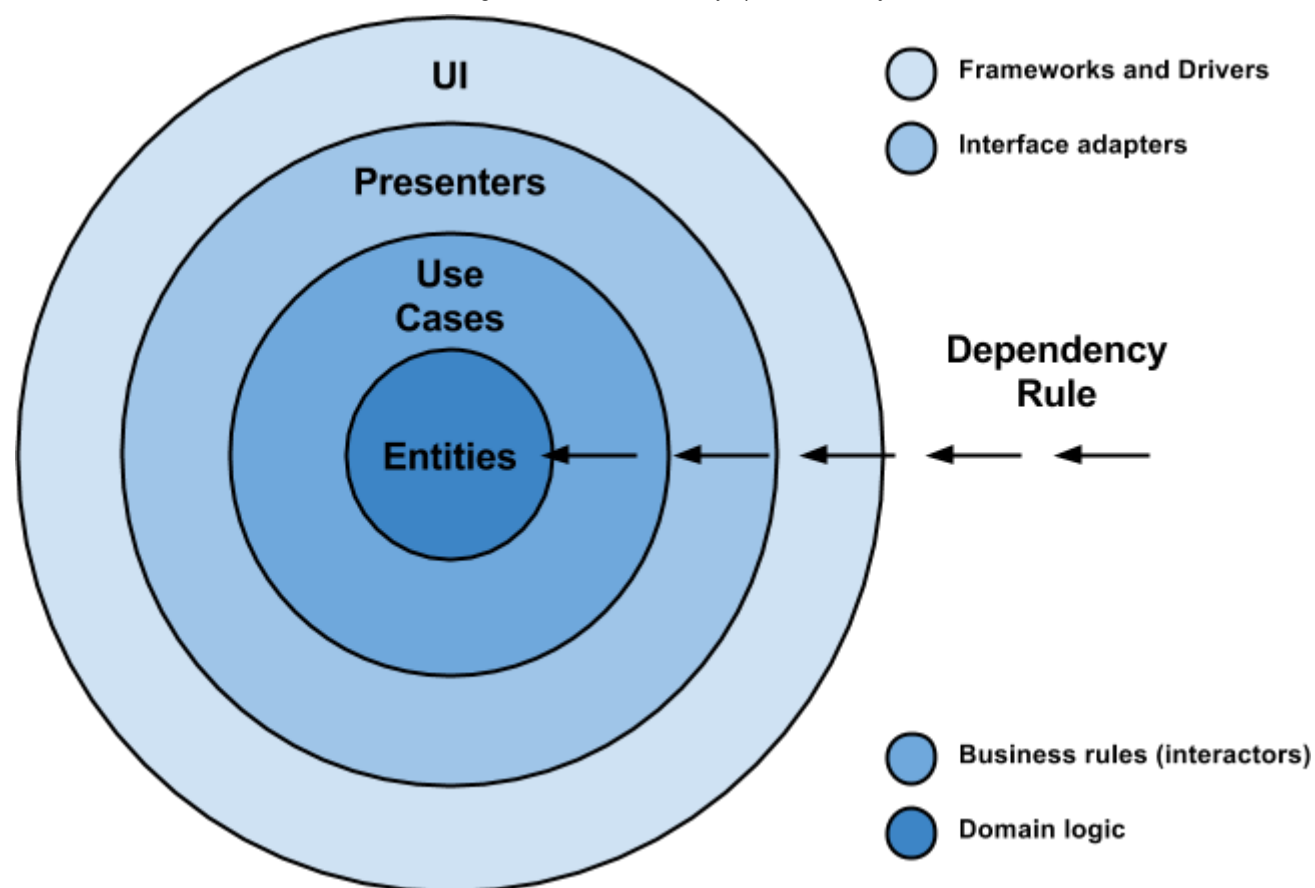 UI
Presenters
Use
Cases
Entities
Frameworks and Drivers
Interface adapters
Dependency
Rule
Business rules (interactors)
Domain logic